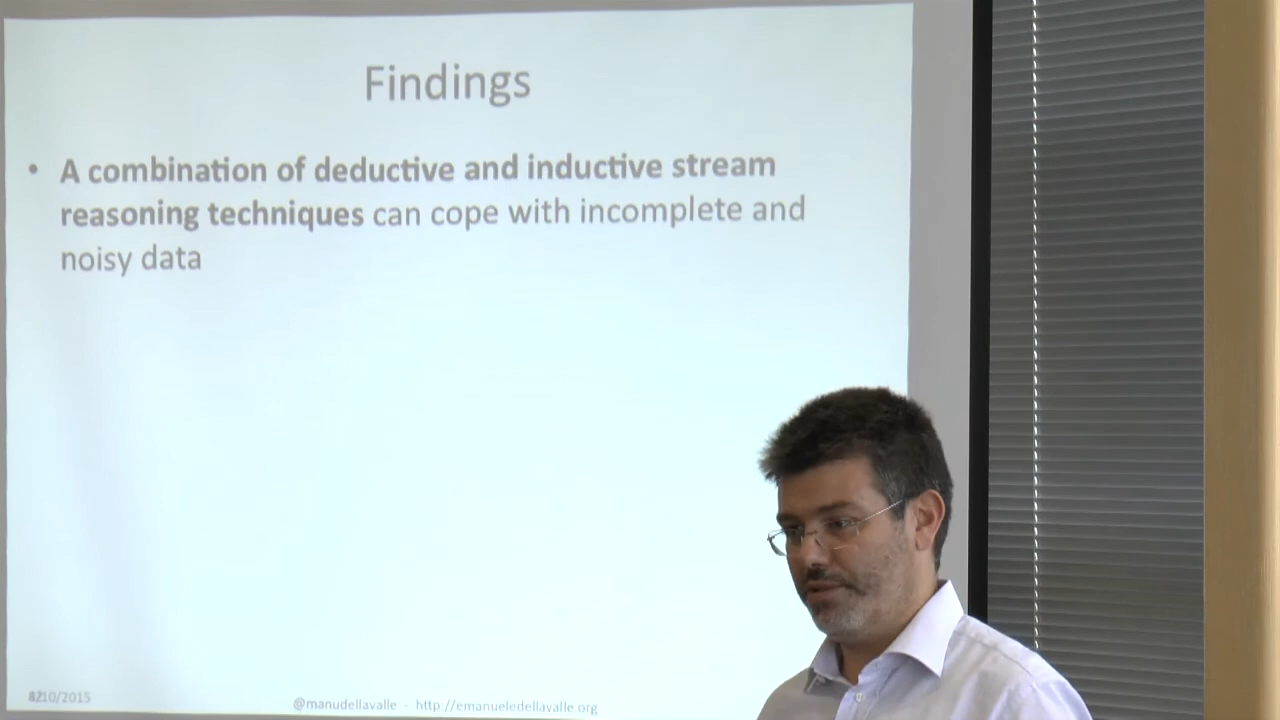 Findings
• A combination of deductive and inductive stream
reasoning techniques can cope with incomplete and
noisy data
10/2015
@manudellavalle - http://emanueledellavalle.org